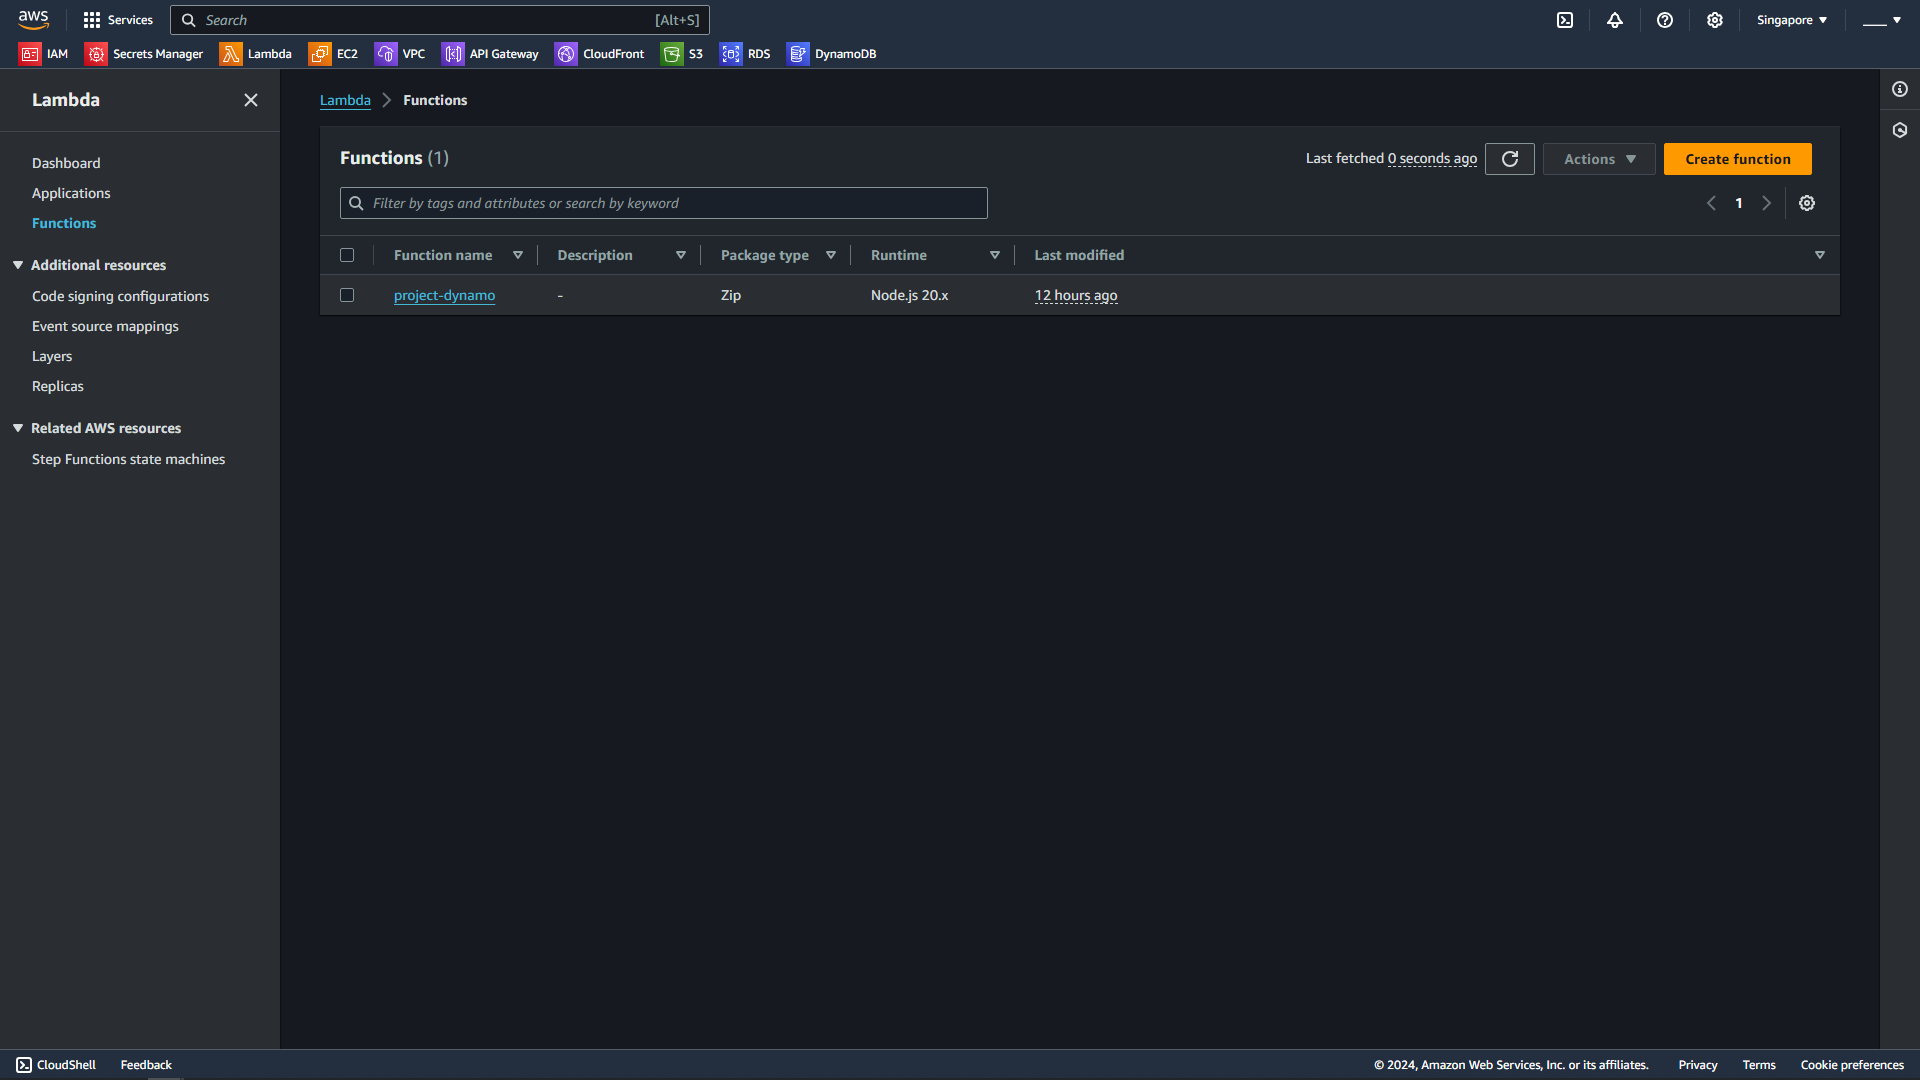 aws Services Search [Alt+S] Singapore
IAM Secrets Manager Lambda EC2 VPC API Gateway CloudFront S3 RDS DynamoDB
Lambda
Dashboard
Applications
Functions
Additional resources
Code signing configurations
Event source mappings
Layers
Replicas
Related AWS resources
Step Functions state machines
Lambda Functions
Functions (1) Last fetched 0 seconds ago Actions Create function
Filter by tags and attributes or search by keyword 1
Function name Description Package type Runtime Last modified
project-dynamo - Zip Node.js 20.x 12 hours ago
CloudShell Feedback © 2024, Amazon Web Services, Inc. or its affiliates. Privacy Terms Cookie preferences